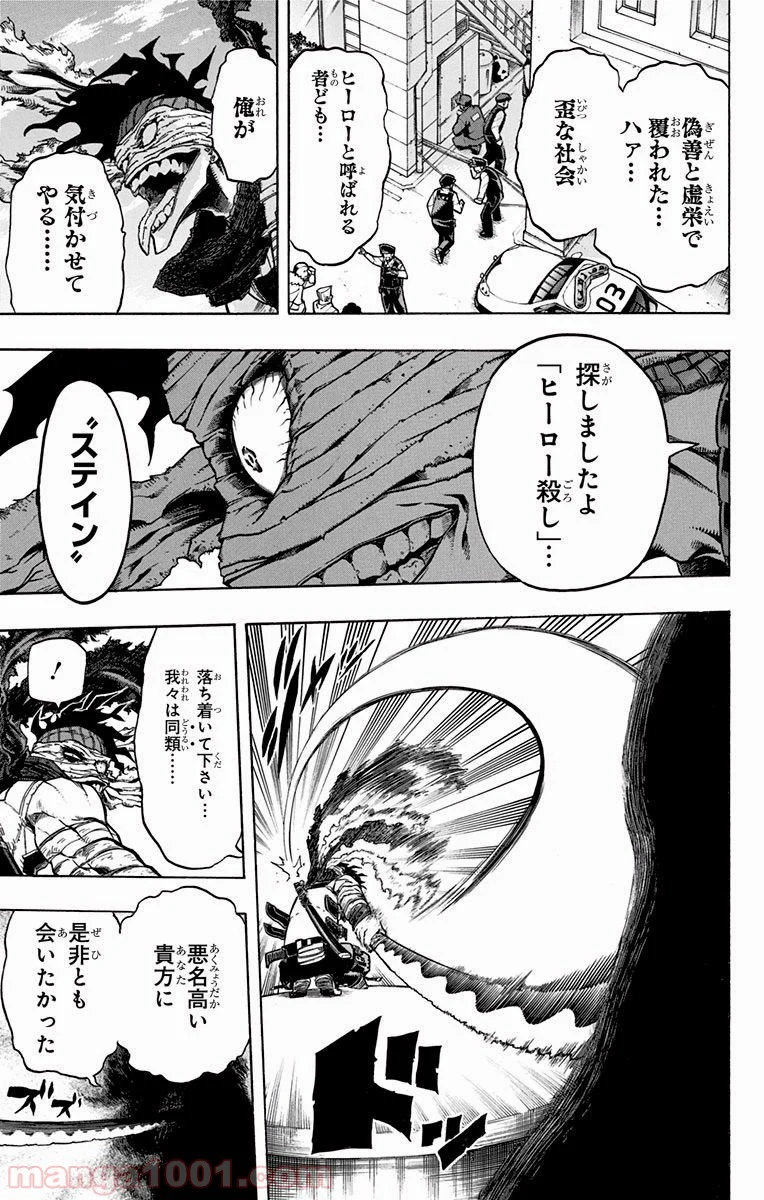 偽善と虚栄で
覆われた…
ハァ…
歪な社会
ヒーローと呼ばれる
者ども…
03
俺が
気付かせて
やる……
探しましたよ
「ヒーロー殺し」…
〝ステイン〟
ドッ
落ち着いて下さい…
我々は同類……
！
悪名高い
貴方に
是非とも
会いたかった
ズズ
manga1001.com